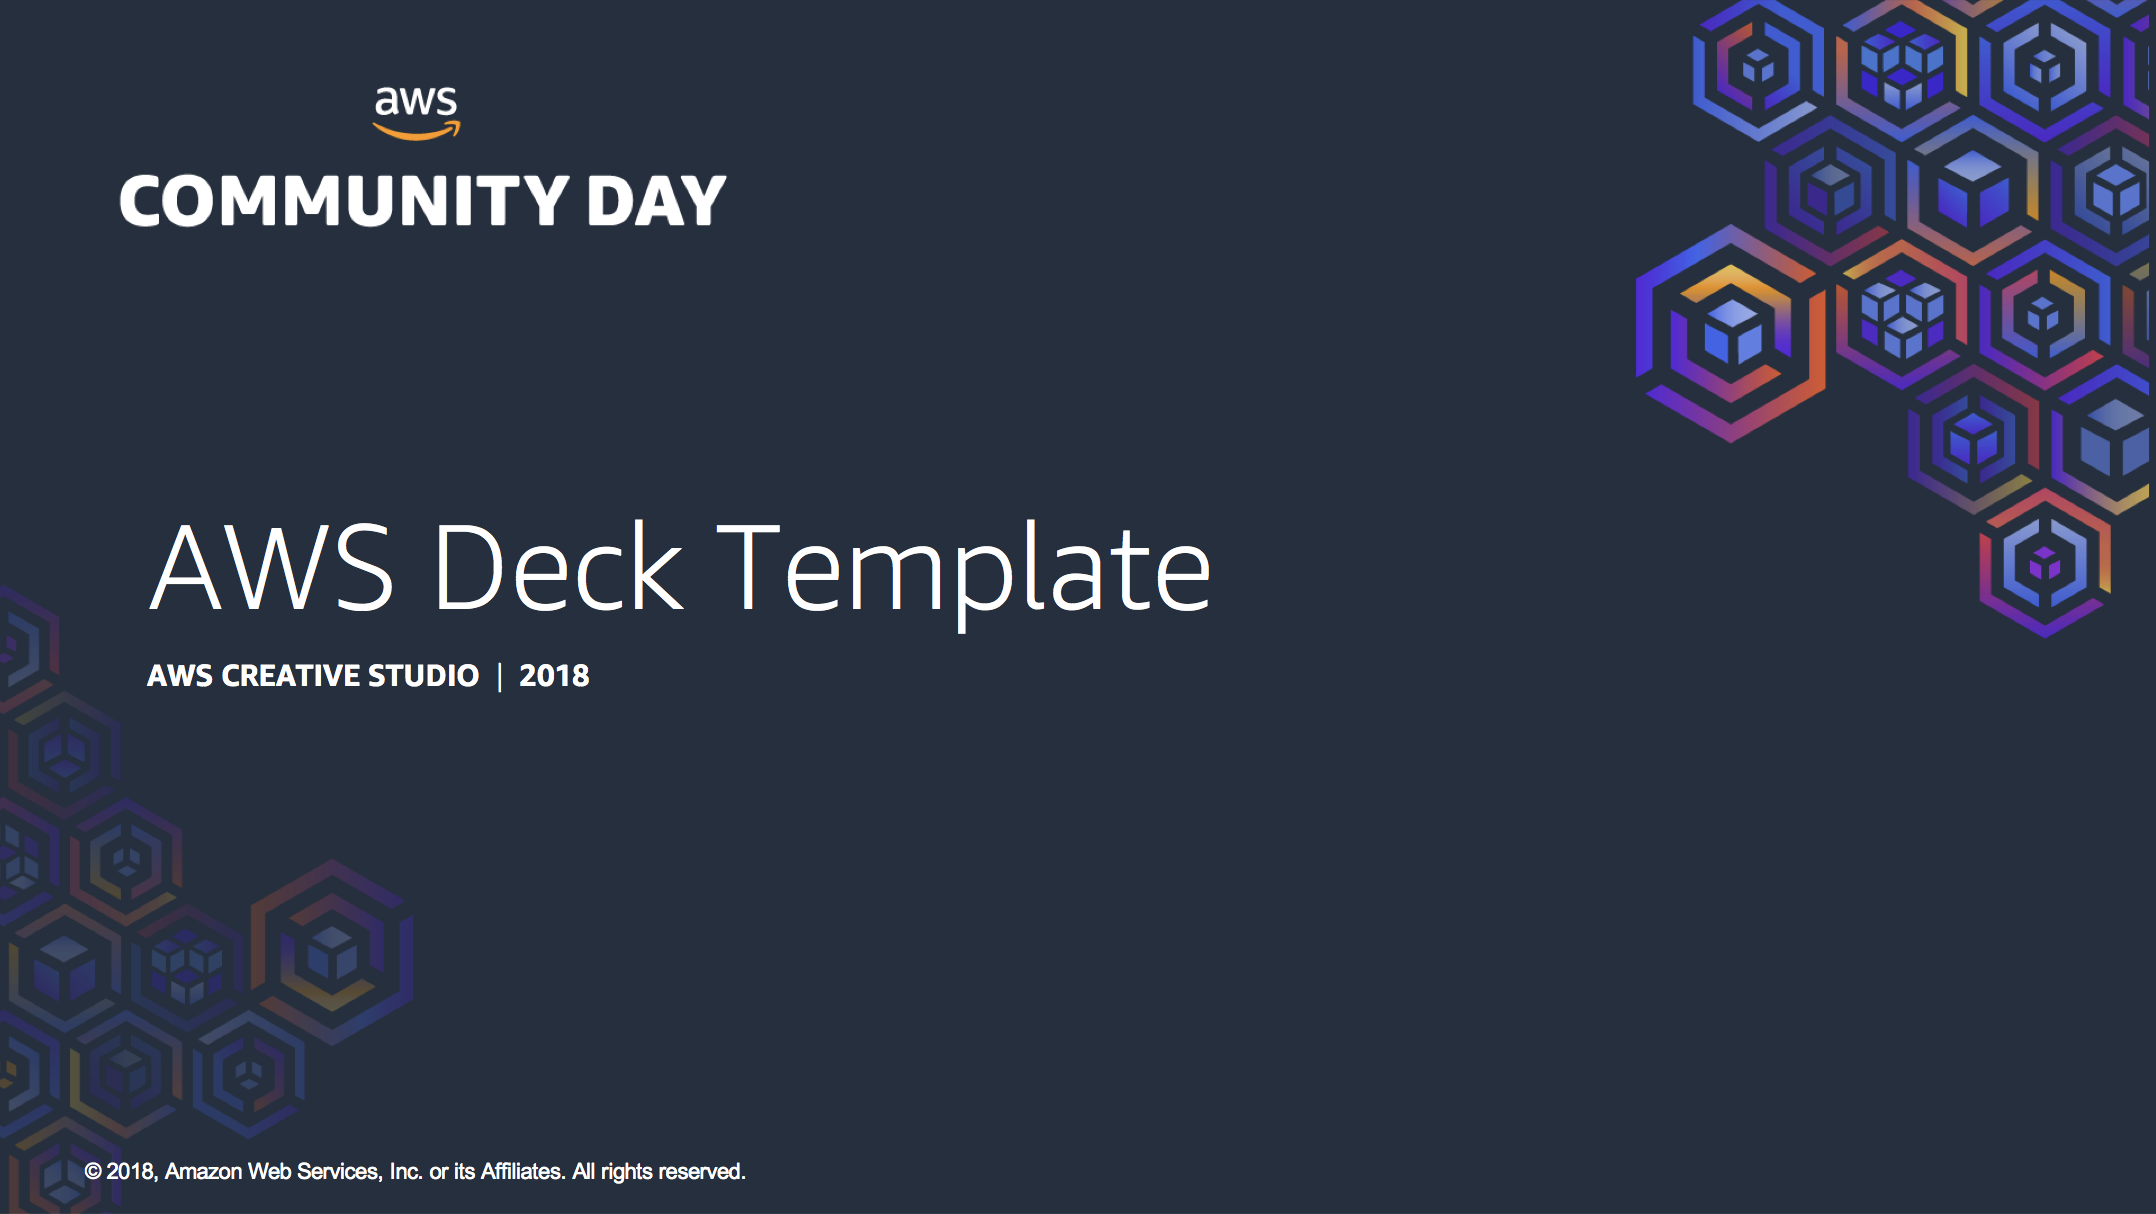 aws
COMMUNITY DAY
AWS Deck Template
AWS CREATIVE STUDIO | 2018
© 2018, Amazon Web Services, Inc. or its Affiliates. All rights reserved.